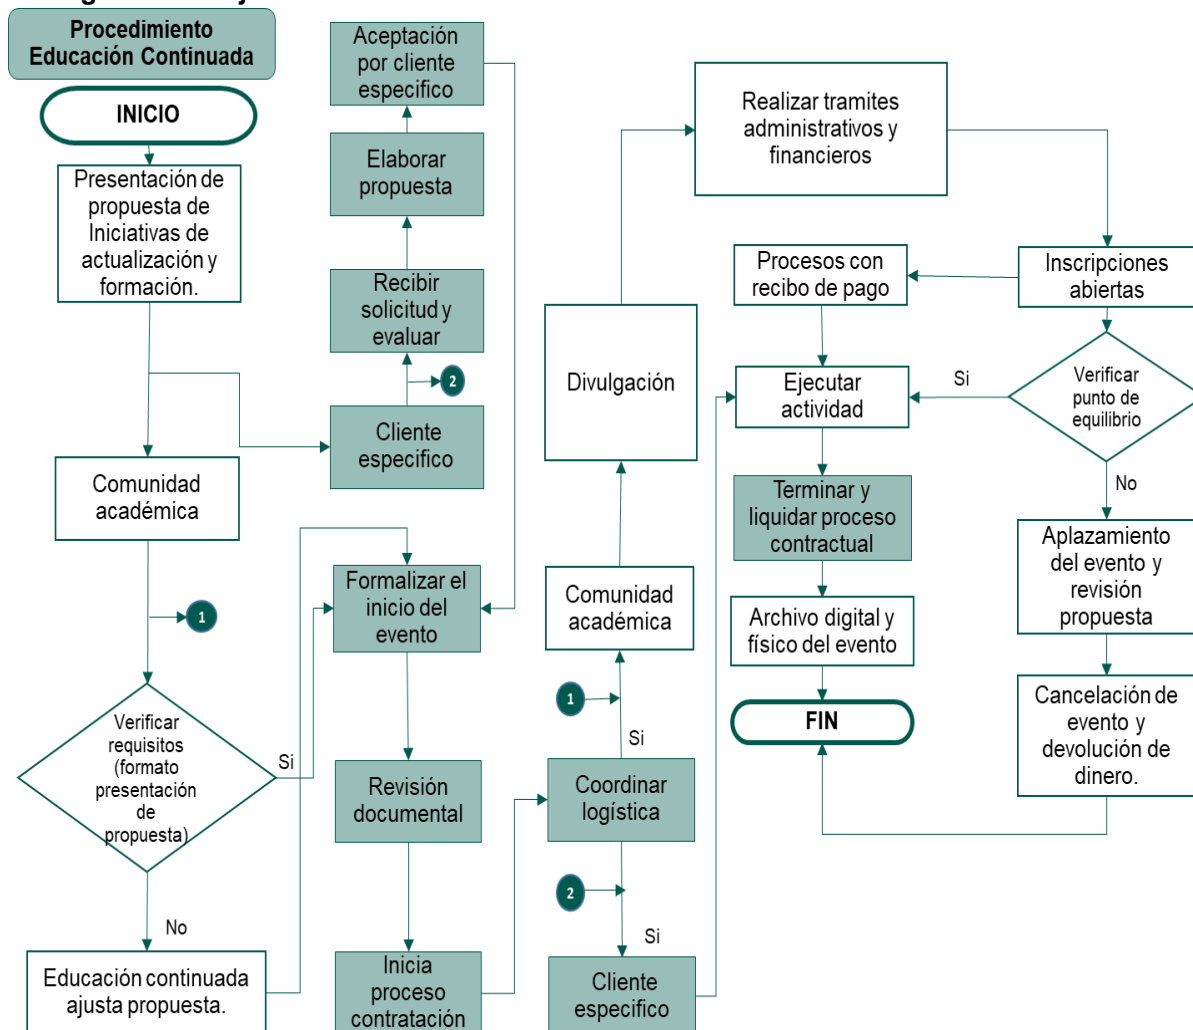 Procedimiento
Educación Continuada
INICIO
Presentación de
propuesta de
Iniciativas de
actualización y
formación.
Comunidad
académica
1
Verificar
requisitos
(formato
presentación
de
propuesta)
Si
No
Educación continuada
ajusta propuesta.
Aceptación
por cliente
especifico
Elaborar
propuesta
Recibir
solicitud y
evaluar
2
Cliente
especifico
Formalizar el
inicio del
evento
Revisión
documental
Inicia
proceso
contratación
Divulgación
Comunidad
académica
1
Si
Coordinar
logística
2
Si
Cliente
especifico
Realizar tramites
administrativos y
financieros
Procesos con
recibo de pago
Inscripciones
abiertas
Ejecutar
actividad
Si
Verificar
punto de
equilibrio
No
Terminar y
liquidar proceso
contractual
Aplazamiento
del evento y
revisión
propuesta
Archivo digital y
físico del evento
Cancelación de
evento y
devolución de
dinero.
FIN